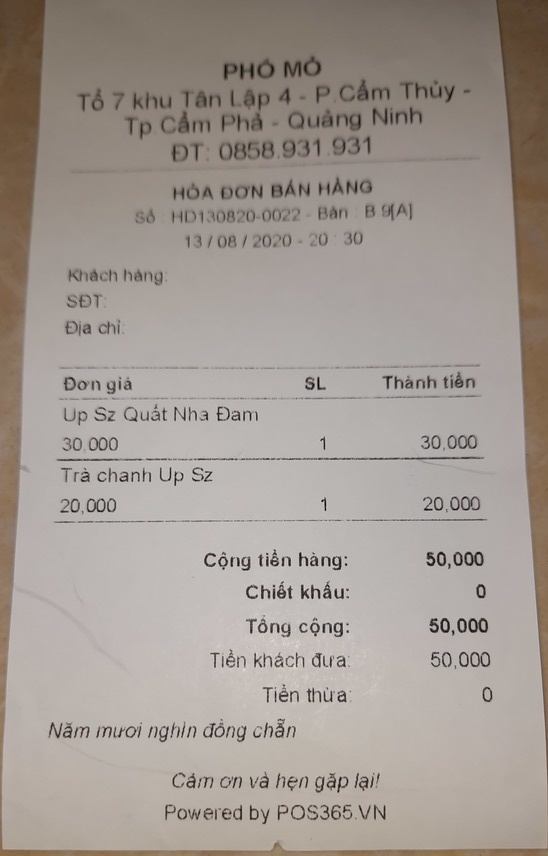 PHỐ MỎ
Tổ 7 khu Tân Lập 4 - P.Cẩm Thủy -
Tp.Cẩm Phả - Quảng Ninh
ĐT: 0858.931.931
HÓA ĐƠN BÁN HÀNG
Số : HD130820-0022 - Bàn : B.9[A]
13 / 08 / 2020 - 20 : 30
Khách hàng:
SĐT:
Địa chỉ:
Đơn giá SL Thành tiền
Up Sz Quất Nha Đam
30,000 1 30,000
Trà chanh Up Sz
20,000 1 20,000
Cộng tiền hàng: 50,000
Chiết khấu: 0
Tổng cộng: 50,000
Tiền khách đưa: 50,000
Tiền thừa: 0
Năm mươi nghìn đồng chẵn
Cảm ơn và hẹn gặp lại!
Powered by POS365.VN